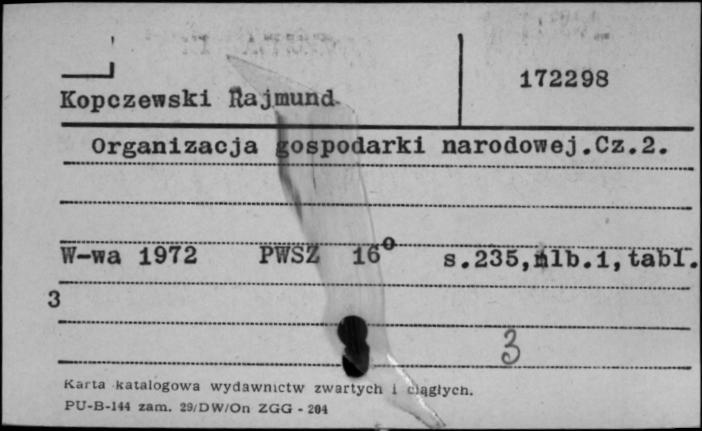 172298
Kopczewski Rajmund
Organizacja gospodarki narodowej.Cz.2.
W-wa 1972 PWSZ 16o s.235,nlb.1,tabl.
3
3
Karta katalogowa wydawnictw zwartych i ciągłych.
PU-B-144 zam. 29/DW/On ZGG - 204